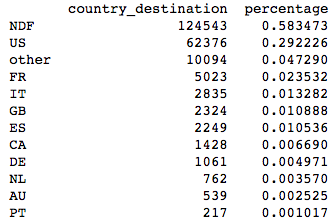 country_destination percentage
NDF 124543 0.583473
US 62376 0.292226
other 10094 0.047290
FR 5023 0.023532
IT 2835 0.013282
GB 2324 0.010888
ES 2249 0.010536
CA 1428 0.006690
DE 1061 0.004971
NL 762 0.003570
AU 539 0.002525
PT 217 0.001017